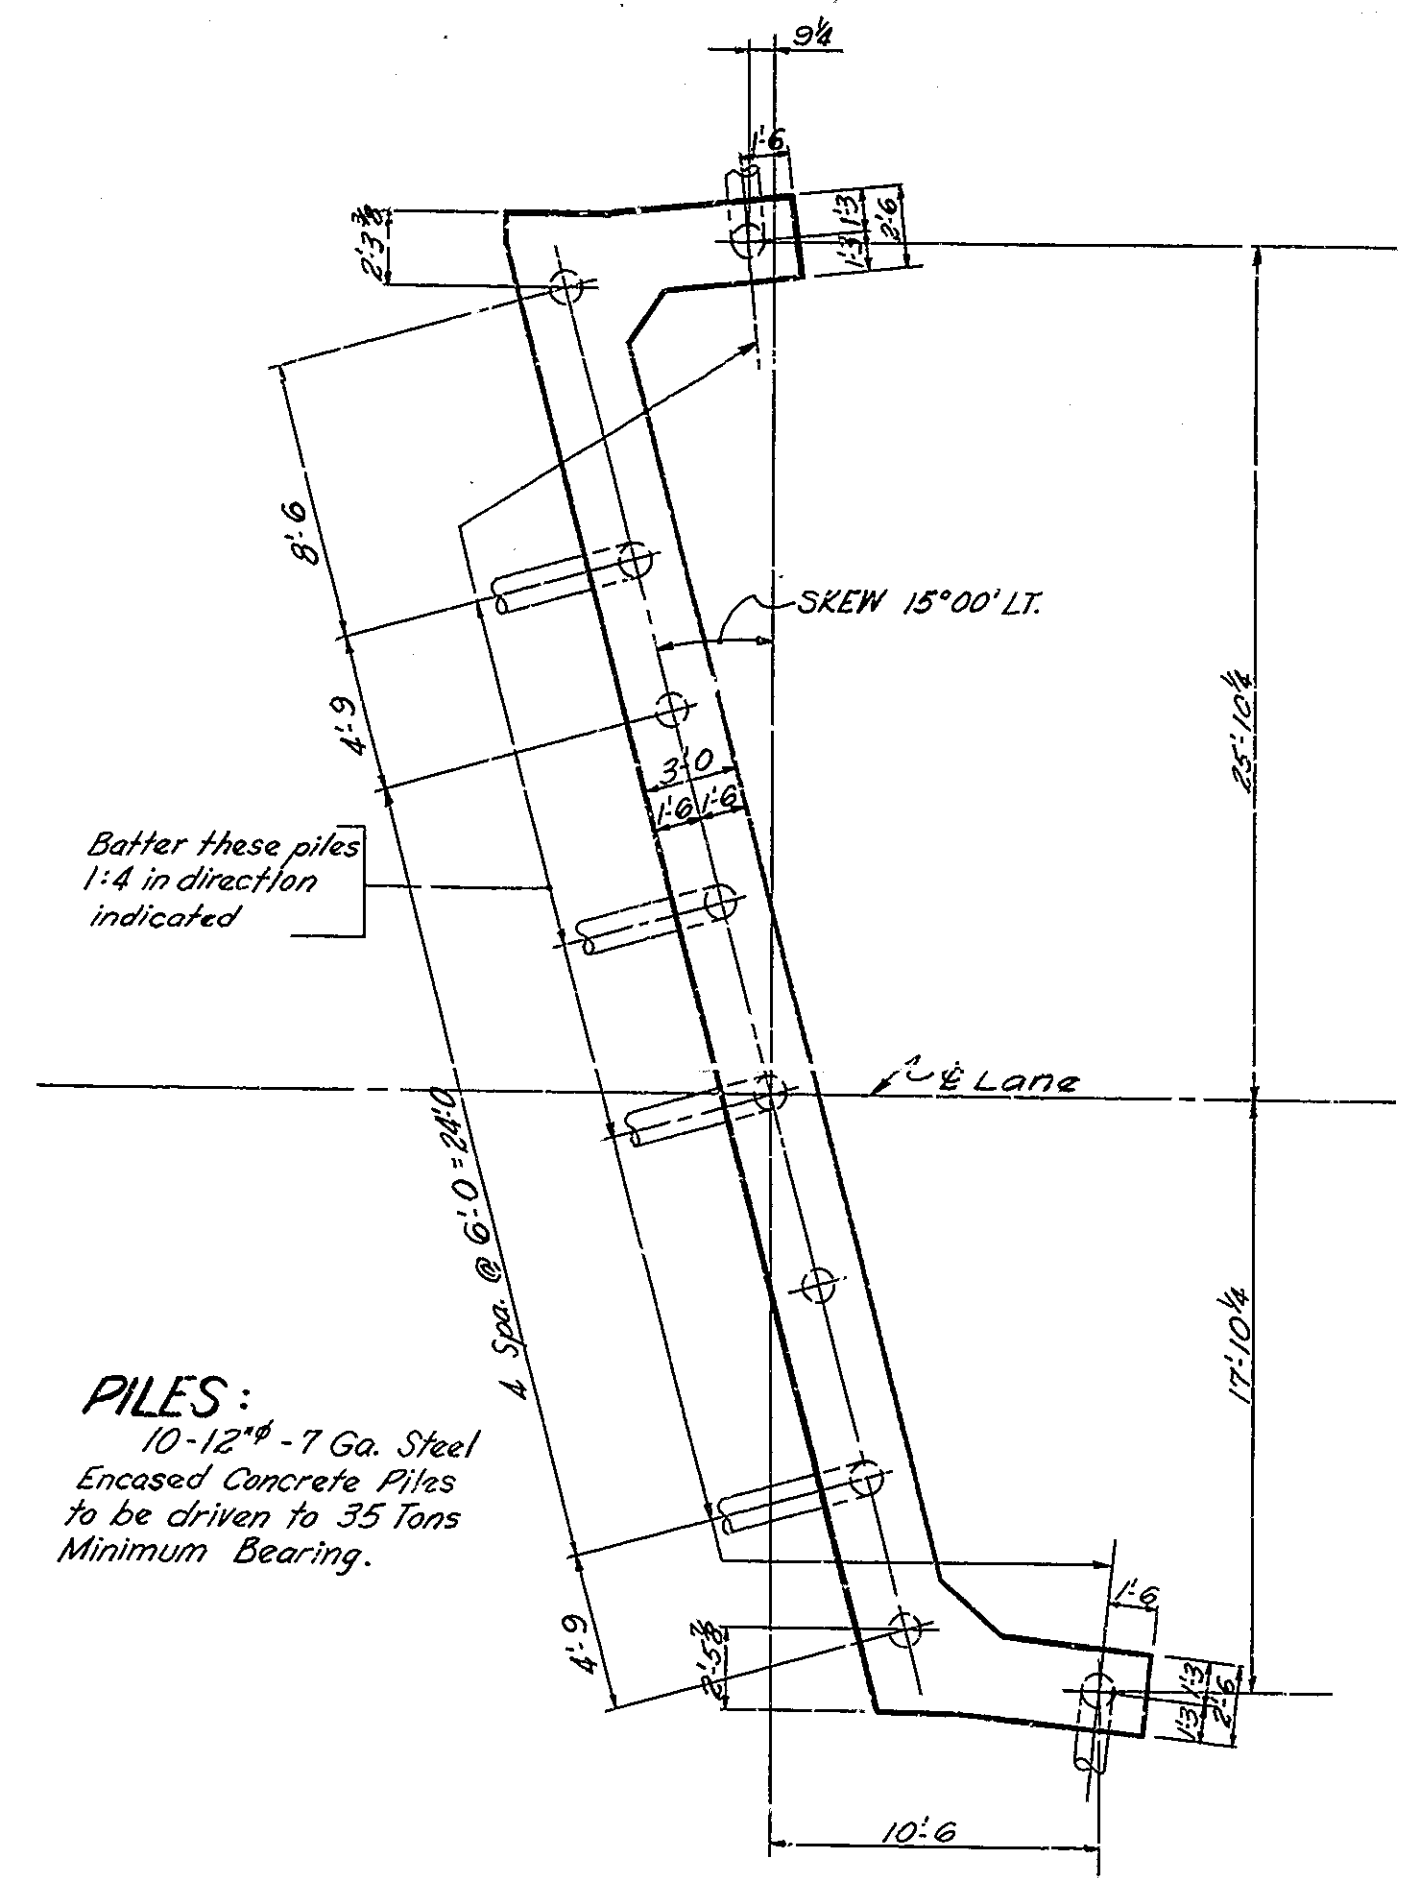 9¼
1'-6
2'-3⅜
1'-3
1'-3
2'-6
8'-6
SKEW 15°00' LT.
4'-9
25'-10¼
3'-0
1'-6 1'-6
Batter these piles
1:4 in direction
indicated
℄ Lane
4 Spa. @ 6'-0 = 24'-0
17'-10¼
PILES:
10-12"ϕ -7 Ga. Steel
Encased Concrete Piles
to be driven to 35 Tons
Minimum Bearing.
4'-9
2'-5⅞
1'-6
1'-3
1'-3
2'-6
10'-6